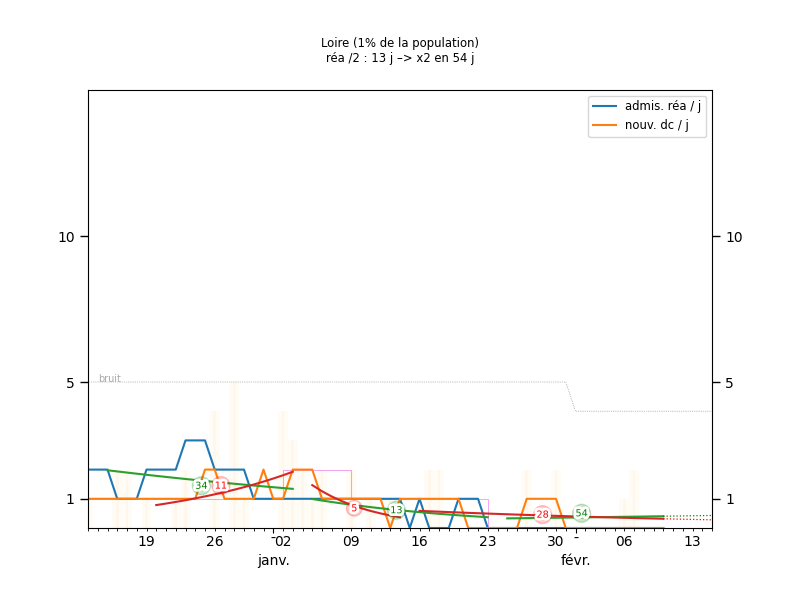 Loire (1% de la population)
réa /2 : 13 j –> x2 en 54 j
admis. réa / j
nouv. dc / j
10 10
bruit
5 5
34 11
1 1
5 13 28 54
19 26 02 09 16 23 30 06 13
janv. févr.